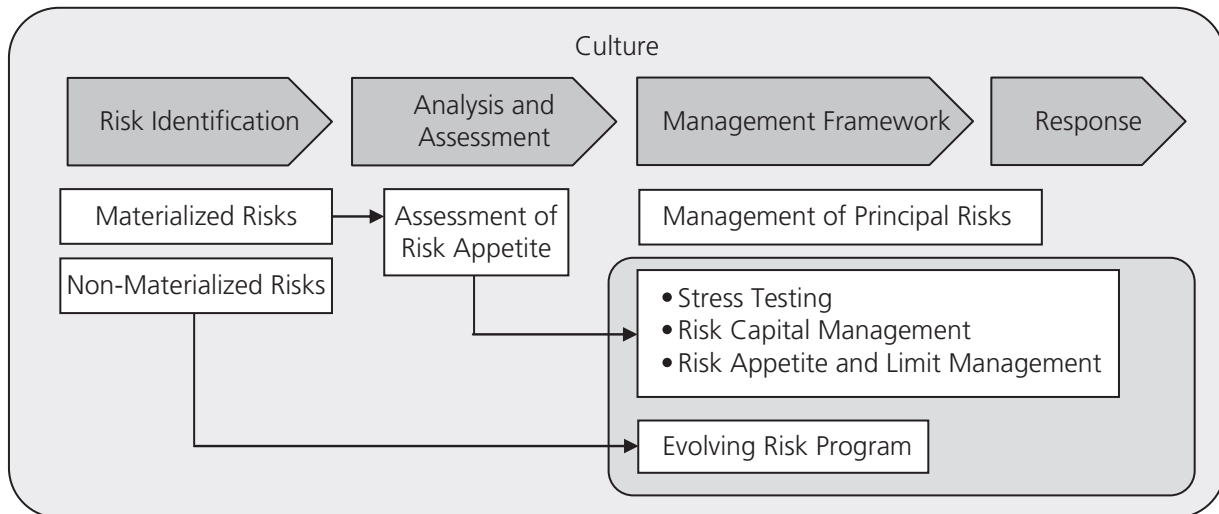 Culture
Risk Identification
Analysis and
Assessment
Management Framework
Response
Materialized Risks
Assessment of
Risk Appetite
Management of Principal Risks
Non-Materialized Risks
• Stress Testing
• Risk Capital Management
• Risk Appetite and Limit Management
Evolving Risk Program